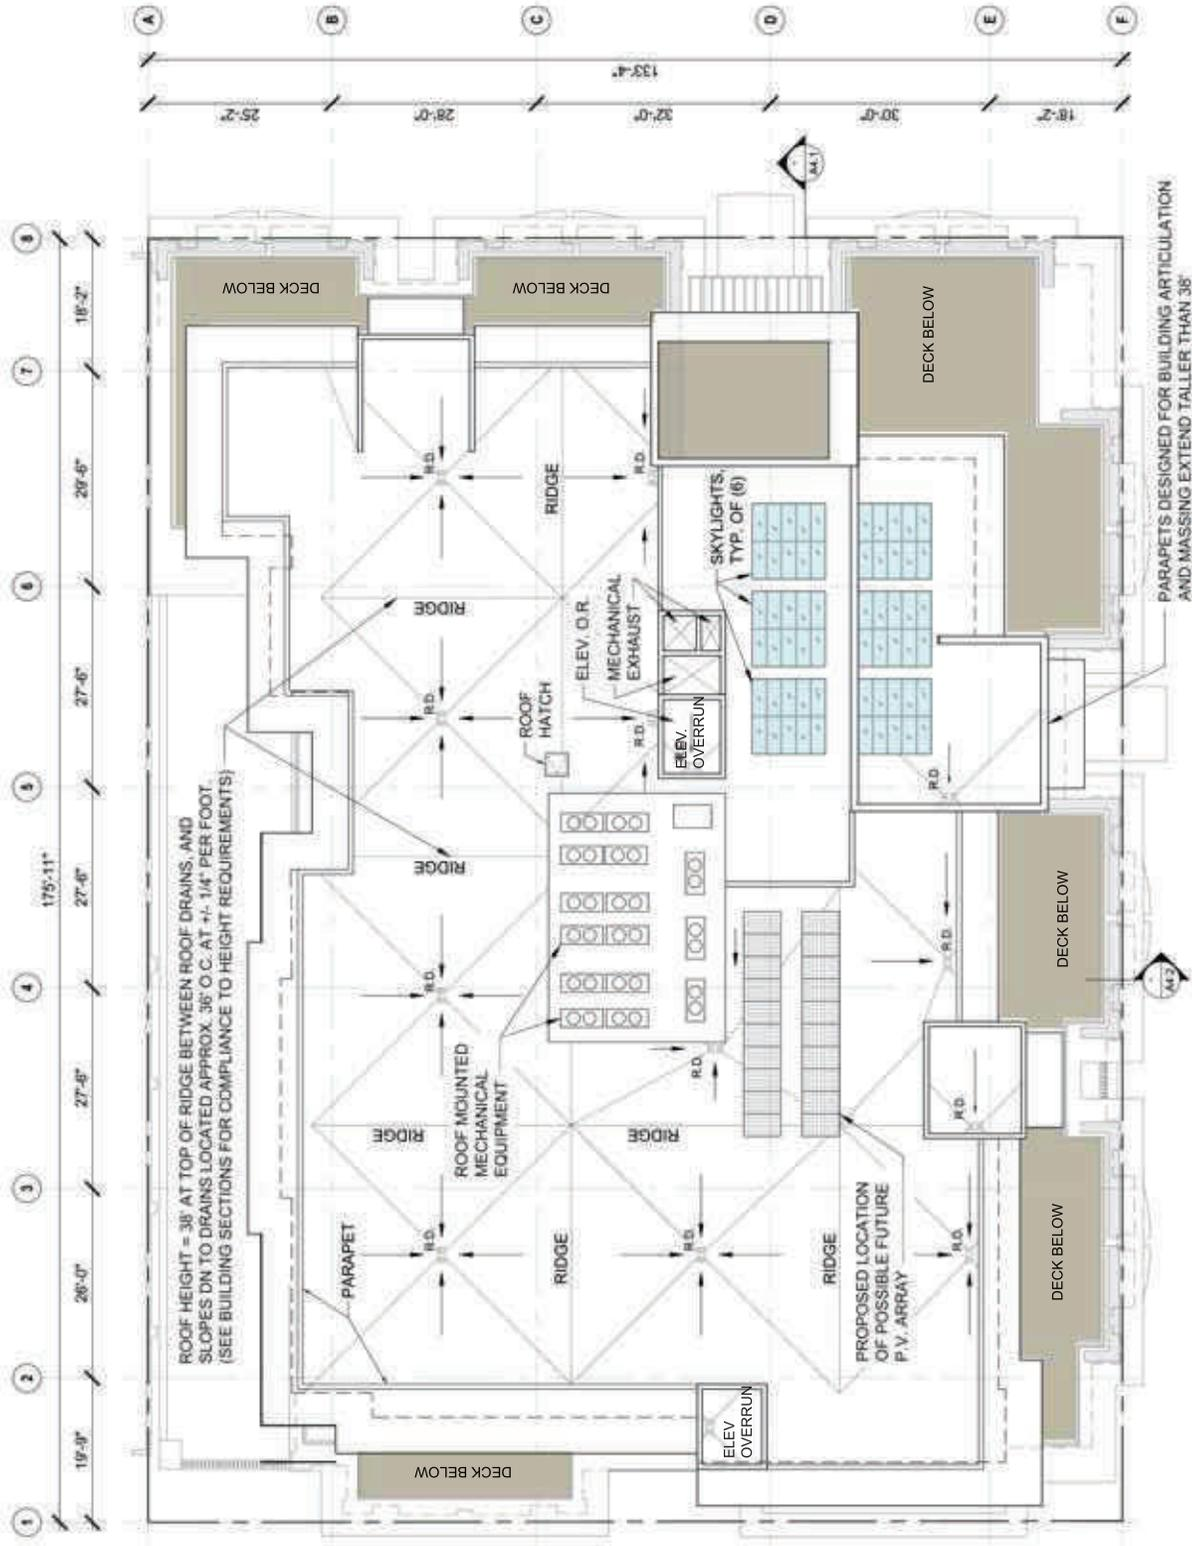 A
B
C
D
E
F
133'-4"
25'-2"
28'-0"
32'-0"
30'-0"
18'-2"
A4-1
8
7
6
5
4
3
2
1
18'-2"
29'-6"
27'-6"
27'-6"
27'-6"
26'-0"
19'-9"
175'-11"
ROOF HEIGHT = 38' AT TOP OF RIDGE BETWEEN ROOF DRAINS, AND
SLOPES DN TO DRAINS LOCATED APPROX. 36' O.C. AT +/- 1/4" PER FOOT.
(SEE BUILDING SECTIONS FOR COMPLIANCE TO HEIGHT REQUIREMENTS)
DECK BELOW
DECK BELOW
DECK BELOW
DECK BELOW
DECK BELOW
DECK BELOW
PARAPETS DESIGNED FOR BUILDING ARTICULATION
AND MASSING EXTEND TALLER THAN 38'
R.D.
R.D.
R.D.
R.D.
R.D.
R.D.
R.D.
R.D.
R.D.
R.D.
R.D.
R.D.
RIDGE
RIDGE
RIDGE
RIDGE
RIDGE
RIDGE
RIDGE
SKYLIGHTS,
TYP. OF (6)
ELEV. O.R.
MECHANICAL
EXHAUST
ROOF
HATCH
ELEV.
OVERRUN
ROOF MOUNTED
MECHANICAL
EQUIPMENT
PARAPET
PROPOSED LOCATION
OF POSSIBLE FUTURE
P.V. ARRAY
ELEV
OVERRUN
A4-2